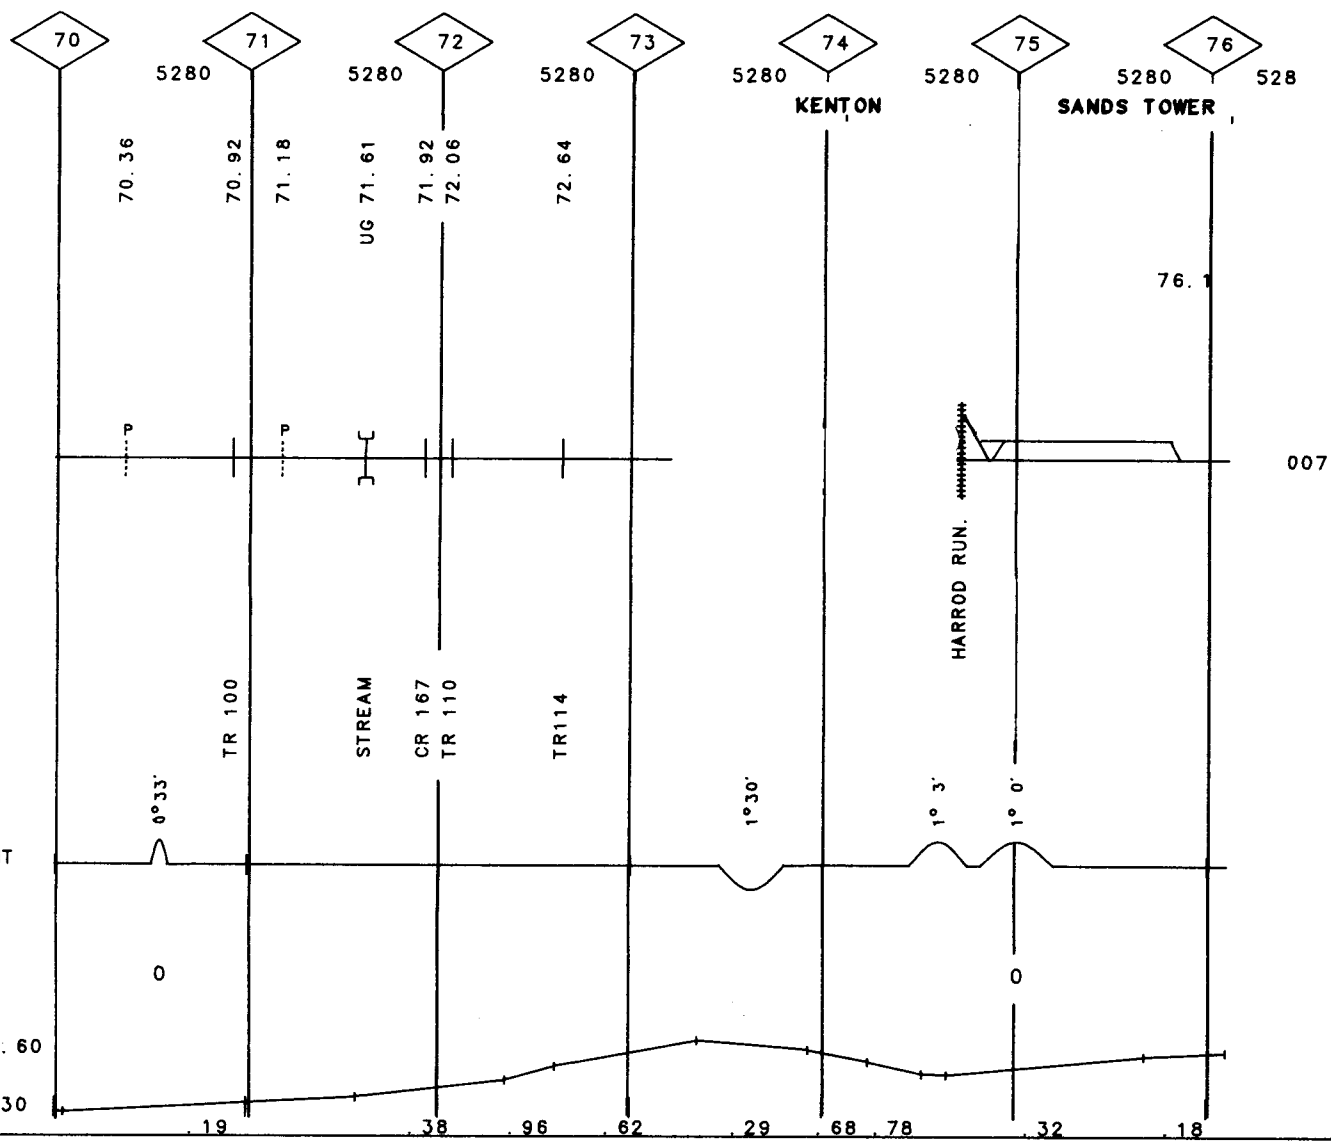 70 71 72 73 74 75 76
5280 5280 5280 5280 5280 5280 528
KENTON SANDS TOWER
70.36
70.92
71.18
UG 71.61
71.92
72.06
72.64
76.1
P P
007
HARROD RUN.
TR 100
STREAM
CR 167
TR 110
TR114
0°33'
1°30'
1° 3'
1° 0'
T
0 0
.60
30
.19 .38 .96 .62 .29 .68 .78 .32 .18